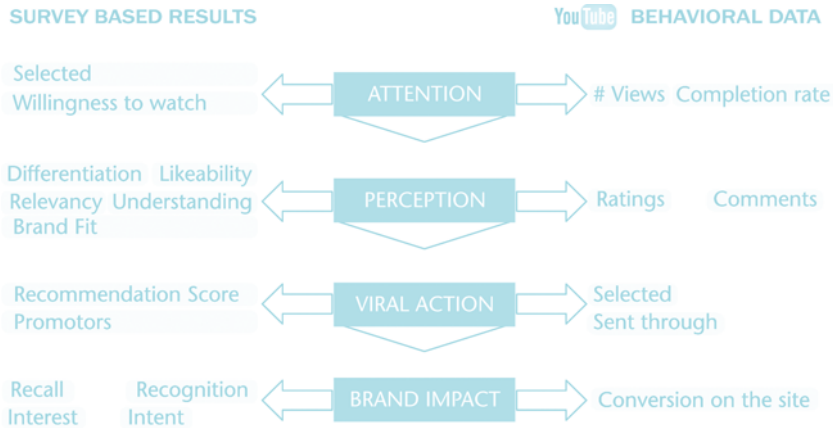 SURVEY BASED RESULTS
YouTube BEHAVIORAL DATA
Selected
Willingness to watch
ATTENTION
# Views Completion rate
Differentiation Likeability
Relevancy Understanding
Brand Fit
PERCEPTION
Ratings Comments
Recommendation Score
Promotors
VIRAL ACTION
Selected
Sent through
Recall Recognition
Interest Intent
BRAND IMPACT
Conversion on the site